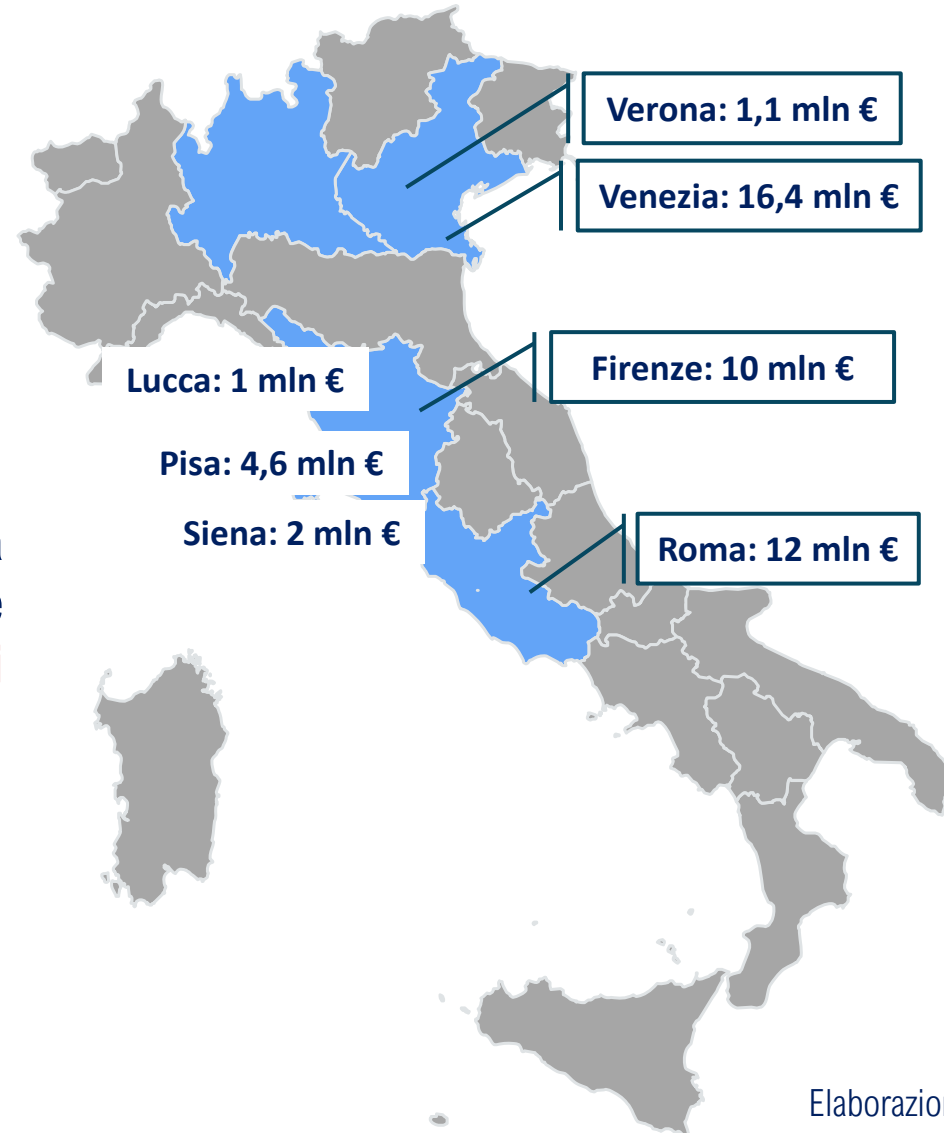 Verona: 1,1 mln €
Venezia: 16,4 mln €
Firenze: 10 mln €
Lucca: 1 mln €
Pisa: 4,6 mln €
Siena: 2 mln €
Roma: 12 mln €